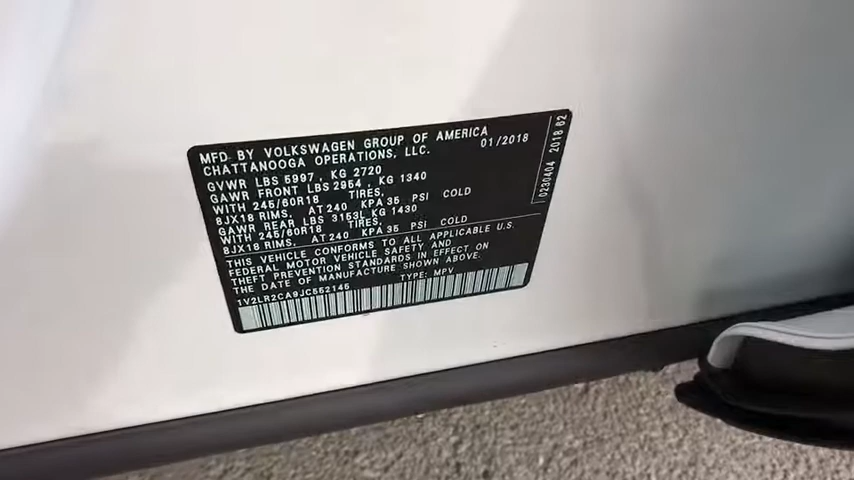 MFD BY VOLKSWAGEN GROUP OF AMERICA
CHATTANOOGA OPERATIONS, LLC. 01/2018
GVWR LBS 5997 , KG 2720
GAWR FRONT LBS 2954 , KG 1340
WITH 245/60R18 TIRES,
8JX18 RIMS, AT 240 KPA 35 PSI COLD
GAWR REAR LBS 3153L KG 1430
WITH 245/60R18 TIRES,
8JX18 RIMS, AT 240 KPA 35 PSI COLD
THIS VEHICLE CONFORMS TO ALL APPLICABLE U.S.
FEDERAL MOTOR VEHICLE SAFETY AND
THEFT PREVENTION STANDARDS IN EFFECT ON
THE DATE OF MANUFACTURE SHOWN ABOVE.
TYPE: MPV
1V2LR2CA9JC552145
0230404 2018 62